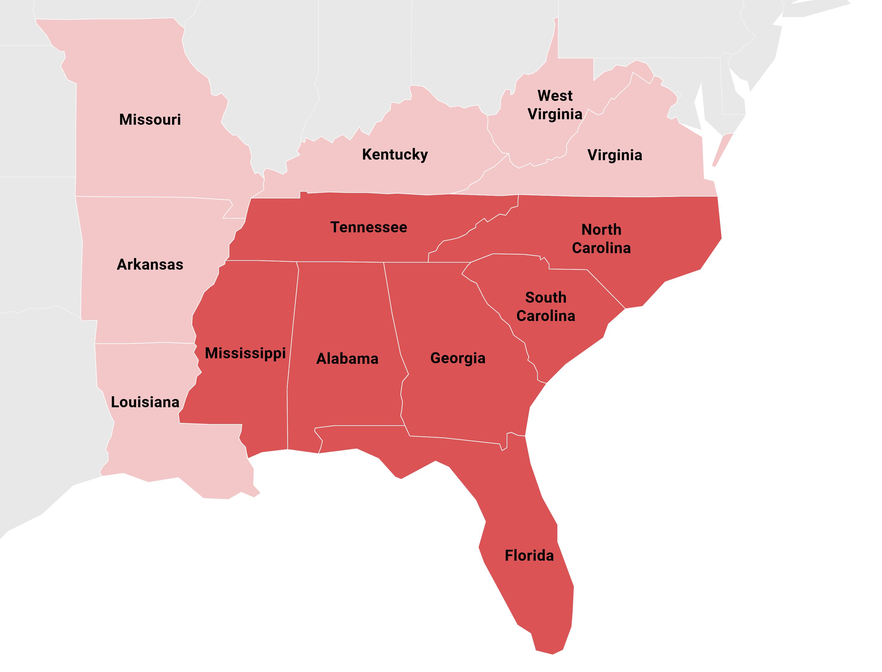 West
Virginia
Missouri
Kentucky
Virginia
Tennessee
North
Carolina
Arkansas
South
Carolina
Mississippi
Alabama
Georgia
Louisiana
Florida